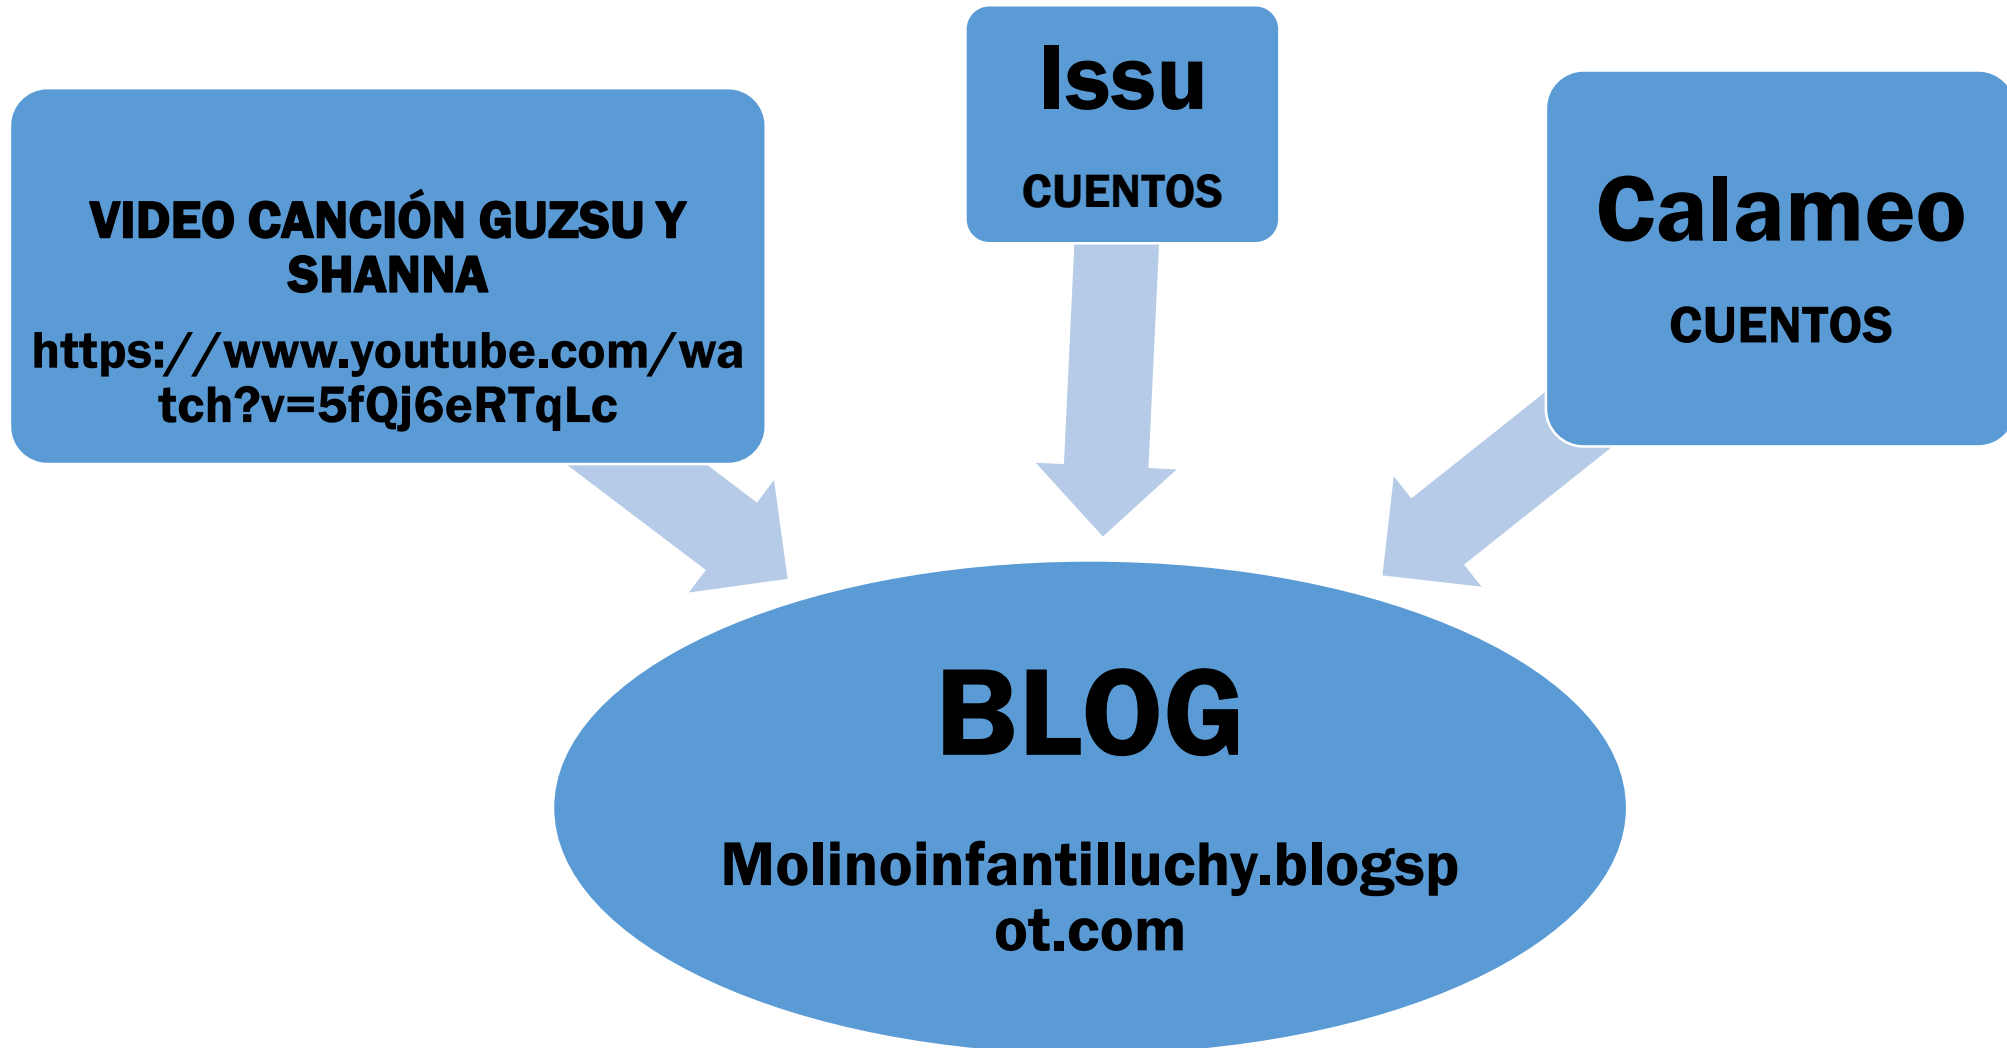 VIDEO CANCIÓN GUZSU Y
SHANNA
https://www.youtube.com/wa
tch?v=5fQj6eRTqLc
Issu
CUENTOS
Calameo
CUENTOS
BLOG
Molinoinfantilluchy.blogsp
ot.com